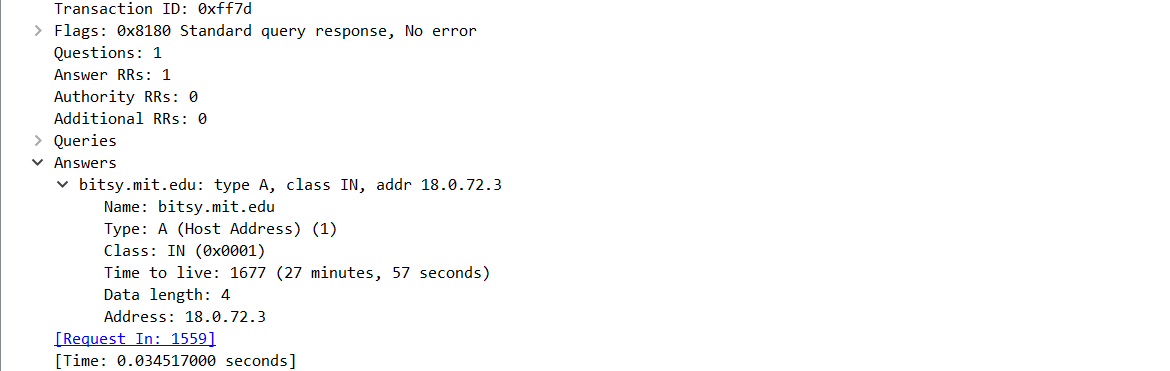 Transaction ID: 0xff7d
Flags: 0x8180 Standard query response, No error
Questions: 1
Answer RRs: 1
Authority RRs: 0
Additional RRs: 0
Queries
Answers
bitsy.mit.edu: type A, class IN, addr 18.0.72.3
Name: bitsy.mit.edu
Type: A (Host Address) (1)
Class: IN (0x0001)
Time to live: 1677 (27 minutes, 57 seconds)
Data length: 4
Address: 18.0.72.3
[Request In: 1559]
[Time: 0.034517000 seconds]